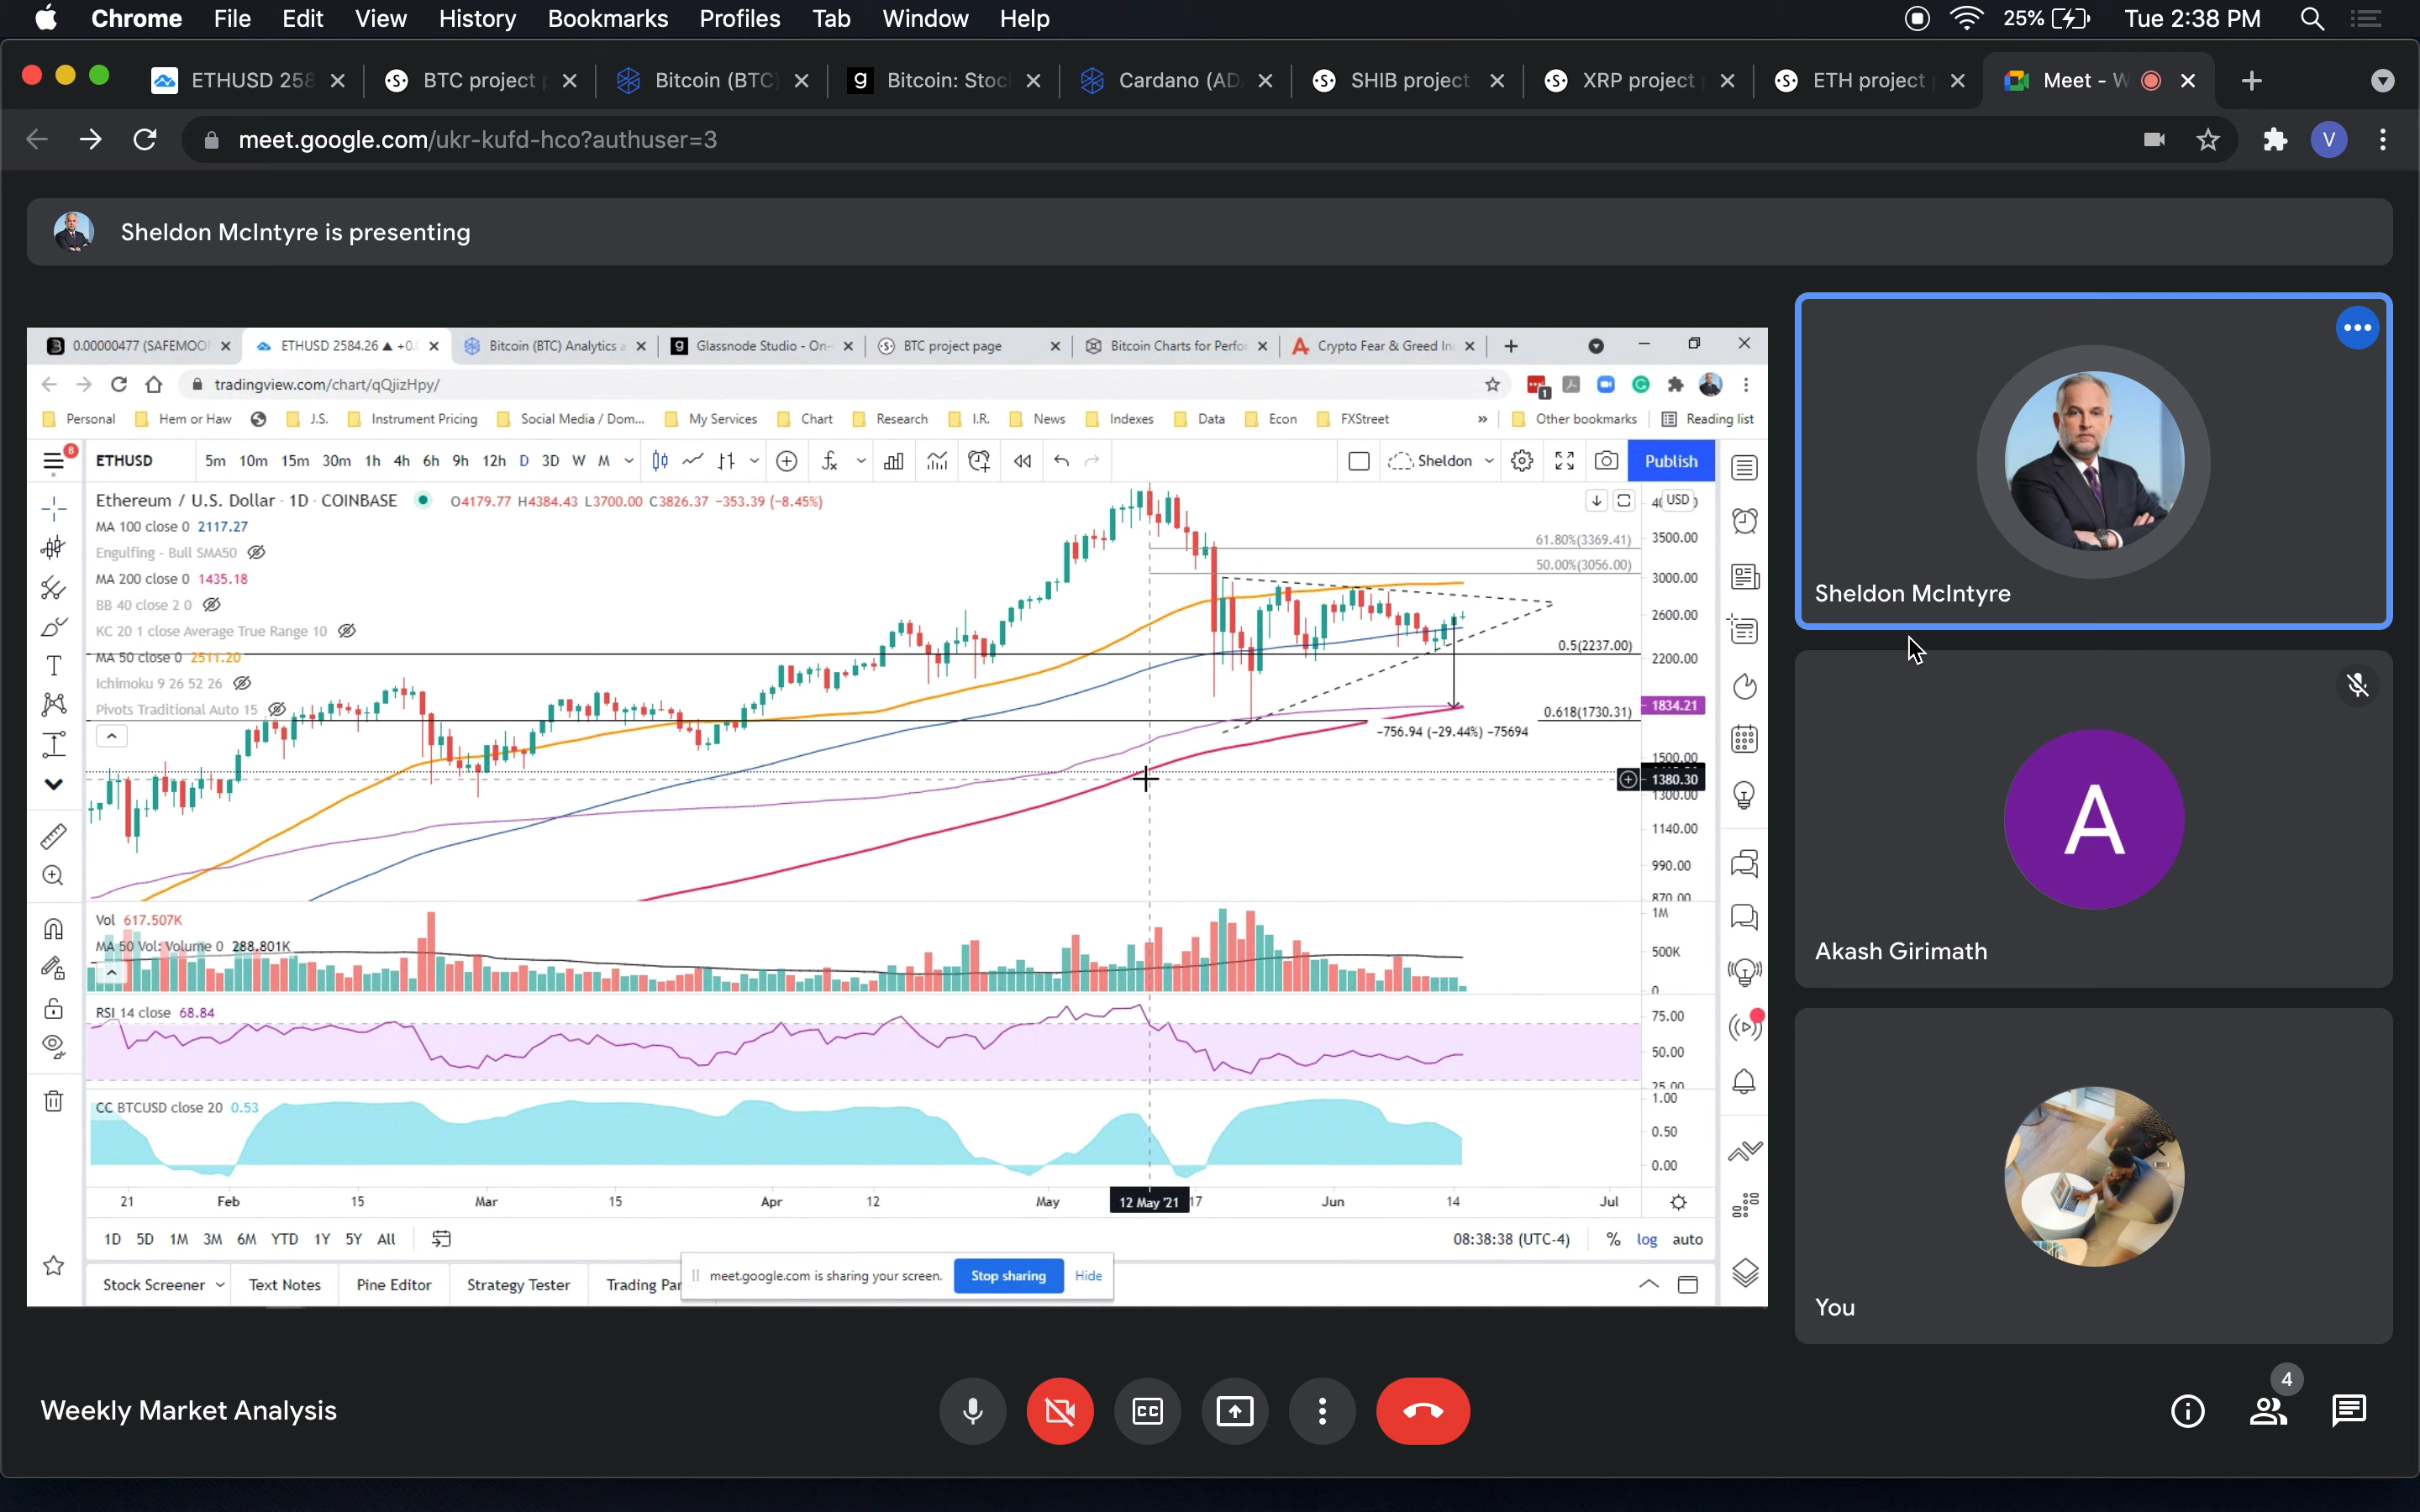 Chrome File Edit View History Bookmarks Profiles Tab Window Help 25% Tue 2:38 PM
ETHUSD 258 BTC project p Bitcoin (BTC) Bitcoin: Stoc Cardano (AD SHIB project XRP project ETH project Meet - W
meet.google.com/ukr-kufd-hco?authuser=3 V
Sheldon McIntyre is presenting
0.00000477 (SAFEMOO ETHUSD 2584.26 ▲ +0. Bitcoin (BTC) Analytics Glassnode Studio - On- BTC project page Bitcoin Charts for Perfo Crypto Fear & Greed In
tradingview.com/chart/qQjizHpy/ 1
Personal Hem or Haw J.S. Instrument Pricing Social Media / Dom... My Services Chart Research I.R. News Indexes Data Econ FXStreet » Other bookmarks Reading list
8 ETHUSD 5m 10m 15m 30m 1h 4h 6h 9h 12h D 3D W M Sheldon Publish
Ethereum / U.S. Dollar · 1D · COINBASE O4179.77 H4384.43 L3700.00 C3826.37 -353.39 (-8.45%) USD
MA 100 close 0 2117.27
61.80%(3369.41) 3500.00
Engulfing - Bull SMA50
50.00%(3056.00)
MA 200 close 0 1435.18 3000.00
BB 40 close 2 0
2600.00
KC 20 1 close Average True Range 10
0.5(2237.00)
MA 50 close 0 2511.20 2200.00
Ichimoku 9 26 52 26
1834.21
Pivots Traditional Auto 15 0.618(1730.31)
-756.94 (-29.44%) -75694
1500.00
1380.30
1300.00
1140.00
990.00
870.00
Vol 617.507K 1M
MA 50 Vol: Volume 0 288.801K 500K
0
RSI 14 close 68.84 75.00
50.00
25.00
CC BTCUSD close 20 0.53 1.00
0.50
0.00
21 Feb 15 Mar 15 Apr 12 May 12 May '21 17 Jun 14 Jul
1D 5D 1M 3M 6M YTD 1Y 5Y All 08:38:38 (UTC-4) % log auto
Stock Screener Text Notes Pine Editor Strategy Tester Trading Pa
meet.google.com is sharing your screen. Stop sharing Hide
Sheldon McIntyre
A
Akash Girimath
You
Weekly Market Analysis CC 4